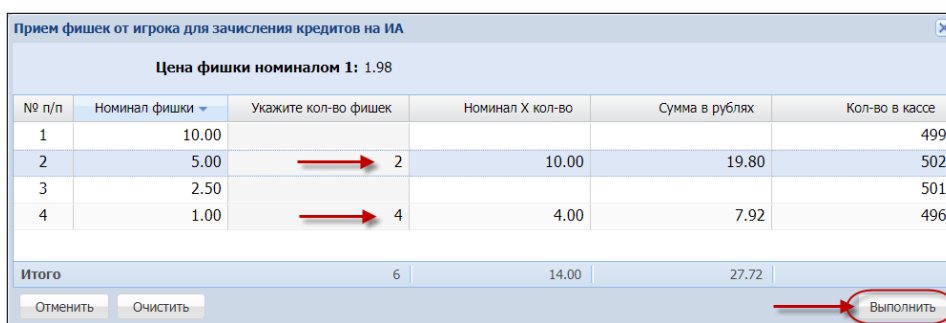 Прием фишек от игрока для зачисления кредитов на ИА
Цена фишки номиналом 1: 1.98
№ п/п Номинал фишки Укажите кол-во фишек Номинал X кол-во Сумма в рублях Кол-во в кассе
1 10.00 499
2 5.00 2 10.00 19.80 502
3 2.50 501
4 1.00 4 4.00 7.92 496
Итого 6 14.00 27.72
Отменить Очистить Выполнить